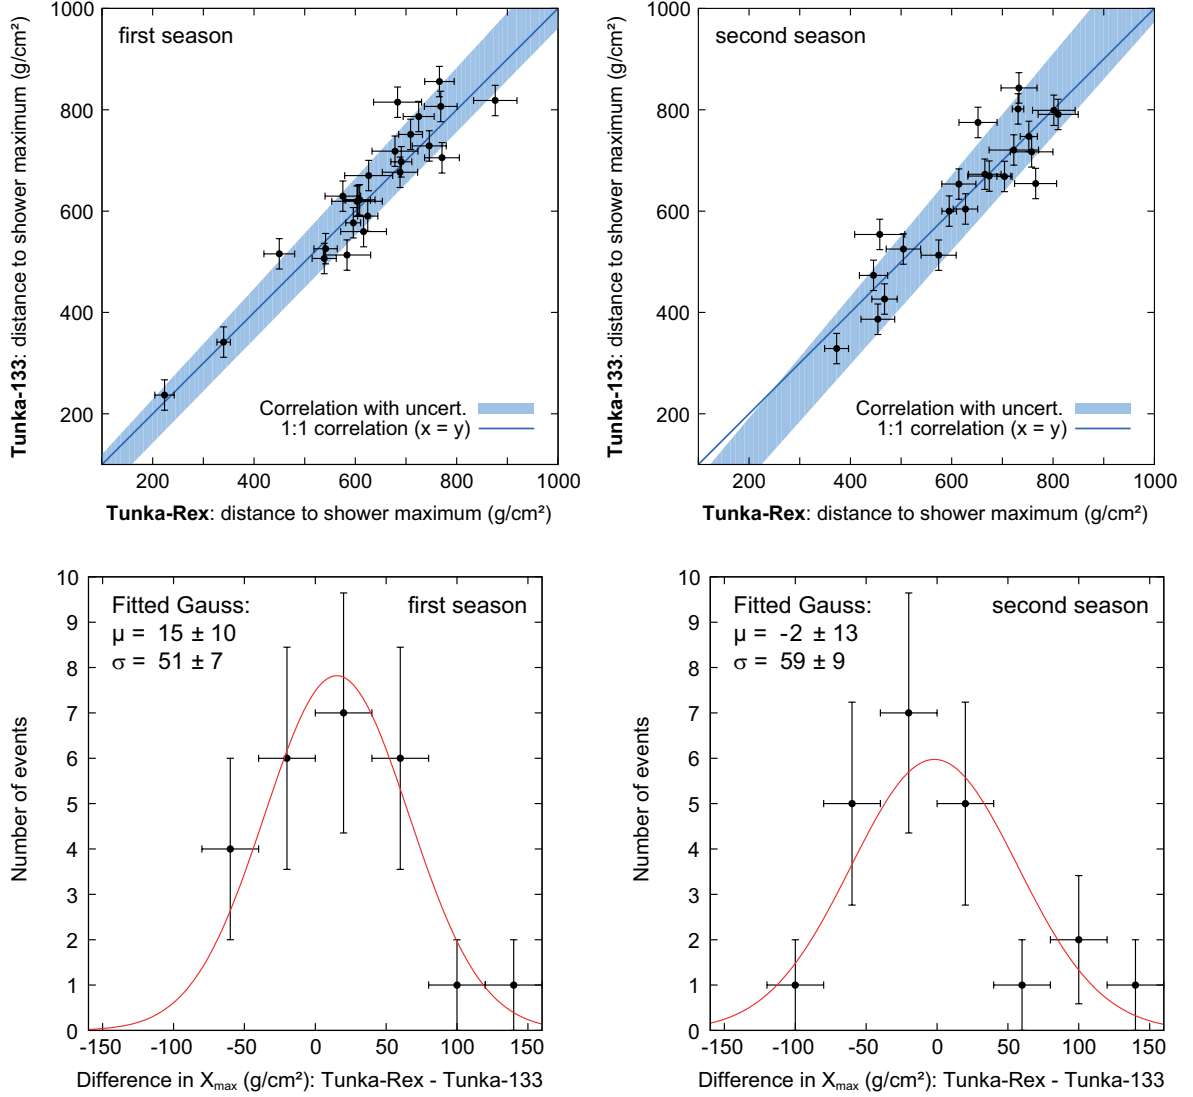 first season
1000
800
600
400
200
Tunka-133: distance to shower maximum (g/cm²)
Correlation with uncert.
1:1 correlation (x = y)
200 400 600 800 1000
Tunka-Rex: distance to shower maximum (g/cm²)
second season
1000
800
600
400
200
Tunka-133: distance to shower maximum (g/cm²)
Correlation with uncert.
1:1 correlation (x = y)
200 400 600 800 1000
Tunka-Rex: distance to shower maximum (g/cm²)
Fitted Gauss:
μ = 15 ± 10
σ = 51 ± 7
first season
10
9
8
7
6
5
4
3
2
1
0
Number of events
-150 -100 -50 0 50 100 150
Difference in Xmax (g/cm²): Tunka-Rex - Tunka-133
Fitted Gauss:
μ = -2 ± 13
σ = 59 ± 9
second season
10
9
8
7
6
5
4
3
2
1
0
Number of events
-150 -100 -50 0 50 100 150
Difference in Xmax (g/cm²): Tunka-Rex - Tunka-133